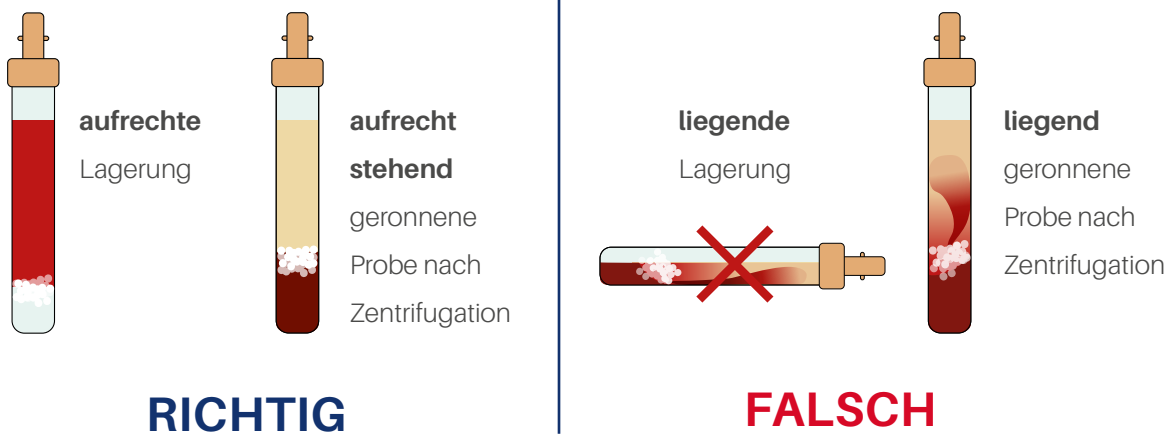 aufrechte
Lagerung
aufrecht
stehend
geronnene
Probe nach
Zentrifugation
RICHTIG
liegende
Lagerung
liegend
geronnene
Probe nach
Zentrifugation
FALSCH